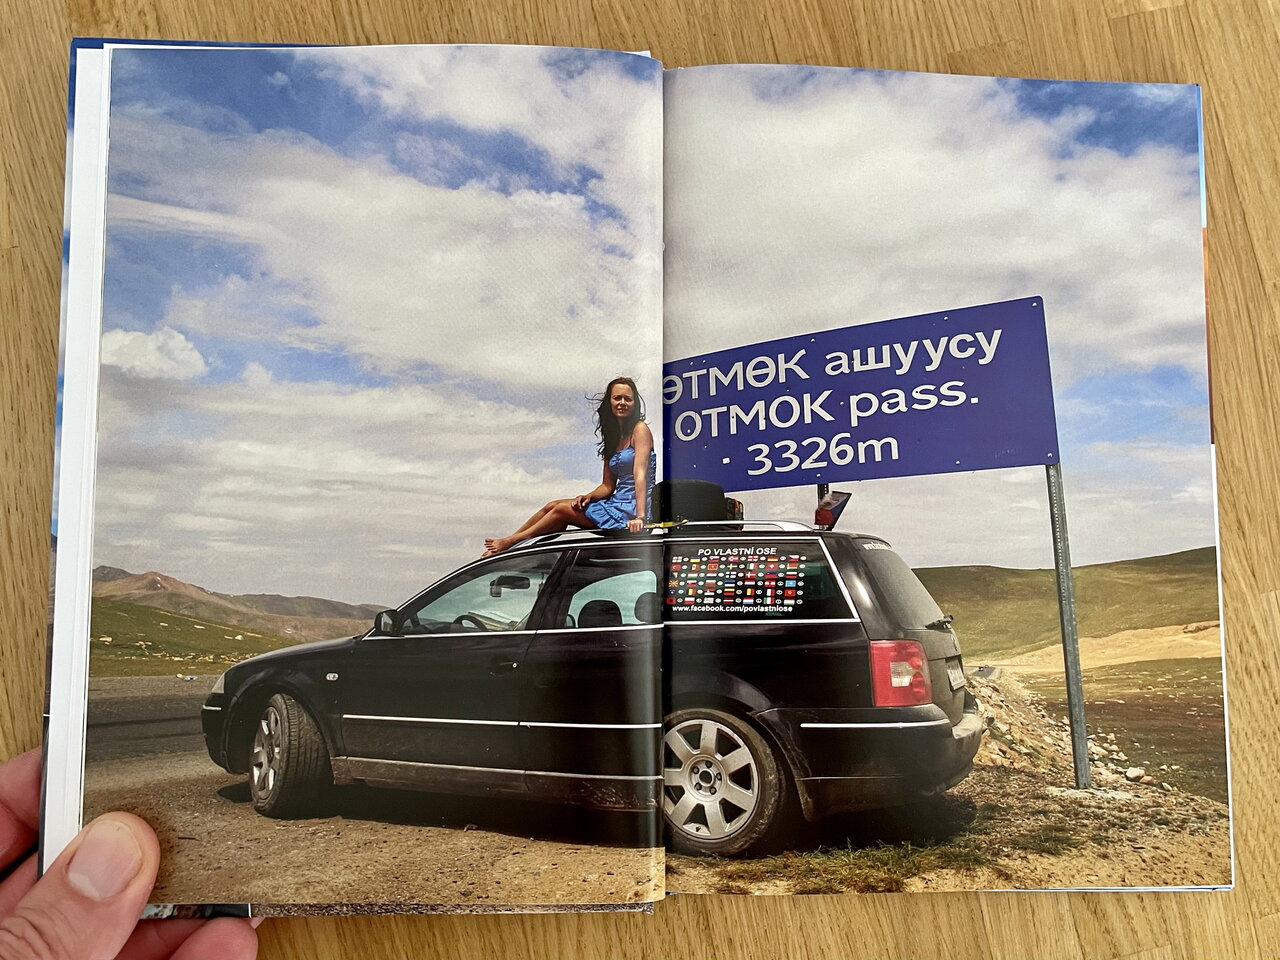 ӨТМӨК ашуусу
OTMOK pass.
3326m
PO VLASTNÍ OSE
www.facebook.com/povlastniose